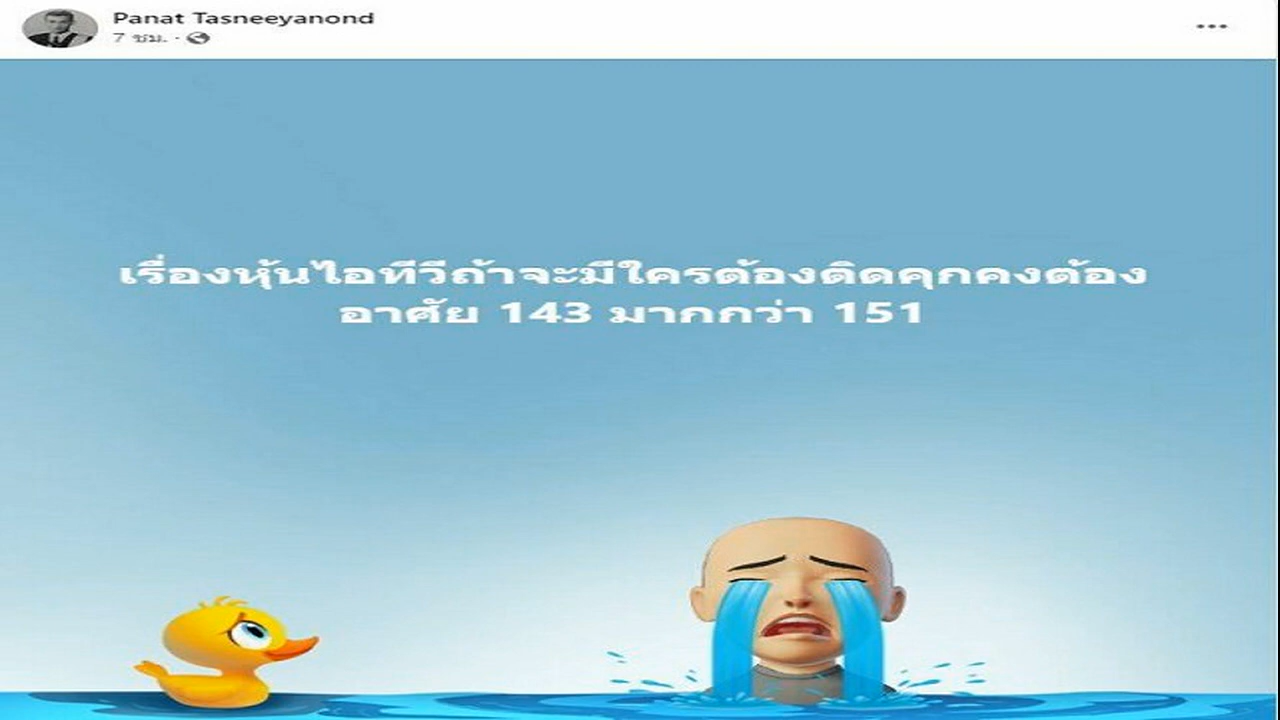 Panat Tasneeyanond
7 ชม. ·
เรื่องหุ้นไอทีวีถ้าจะมีใครต้องติดคุกคงต้อง
อาศัย 143 มากกว่า 151